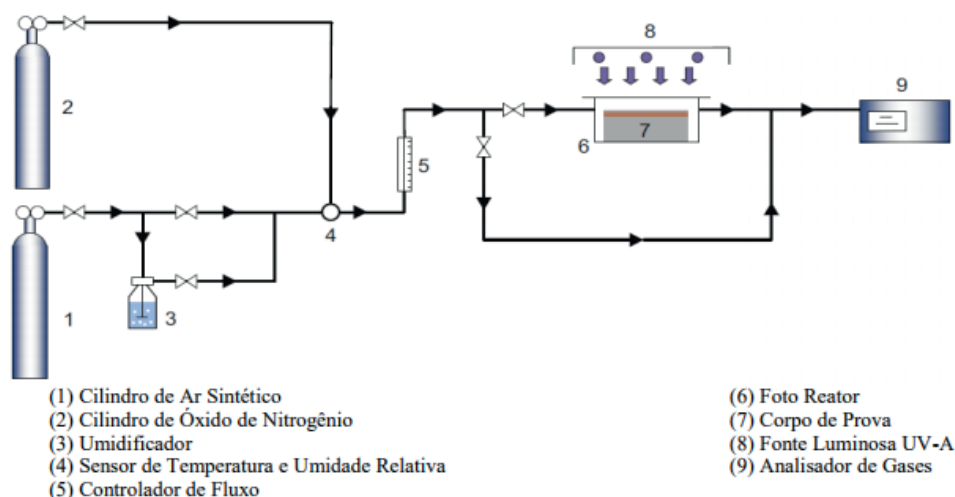 8
2
9
7
6
5
4
3
1
(1) Cilindro de Ar Sintético
(2) Cilindro de Óxido de Nitrogênio
(3) Umidificador
(4) Sensor de Temperatura e Umidade Relativa
(5) Controlador de Fluxo
(6) Foto Reator
(7) Corpo de Prova
(8) Fonte Luminosa UV-A
(9) Analisador de Gases